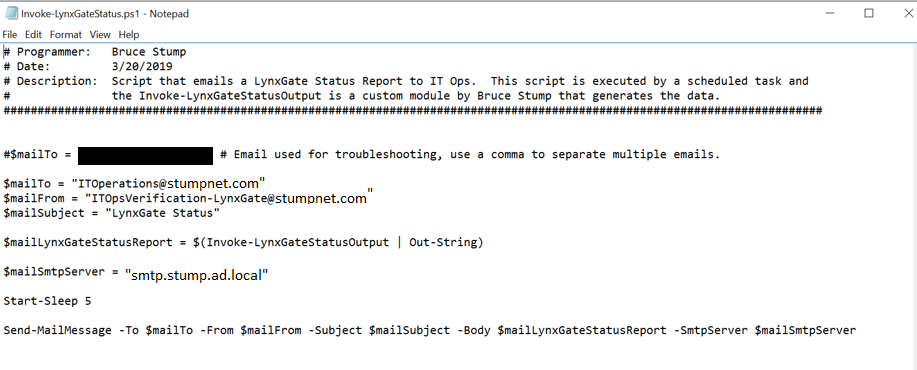 Invoke-LynxGateStatus.ps1 - Notepad
File Edit Format View Help
# Programmer: Bruce Stump
# Date: 3/20/2019
# Description: Script that emails a LynxGate Status Report to IT Ops. This script is executed by a scheduled task and
# the Invoke-LynxGateStatusOutput is a custom module by Bruce Stump that generates the data.
#########################################################################################################################
#$mailTo = # Email used for troubleshooting, use a comma to separate multiple emails.
$mailTo = "ITOperations@stumpnet.com"
$mailFrom = "ITOpsVerification-LynxGate@stumpnet.com"
$mailSubject = "LynxGate Status"
$mailLynxGateStatusReport = $(Invoke-LynxGateStatusOutput | Out-String)
$mailSmtpServer = "smtp.stump.ad.local"
Start-Sleep 5
Send-MailMessage -To $mailTo -From $mailFrom -Subject $mailSubject -Body $mailLynxGateStatusReport -SmtpServer $mailSmtpServer